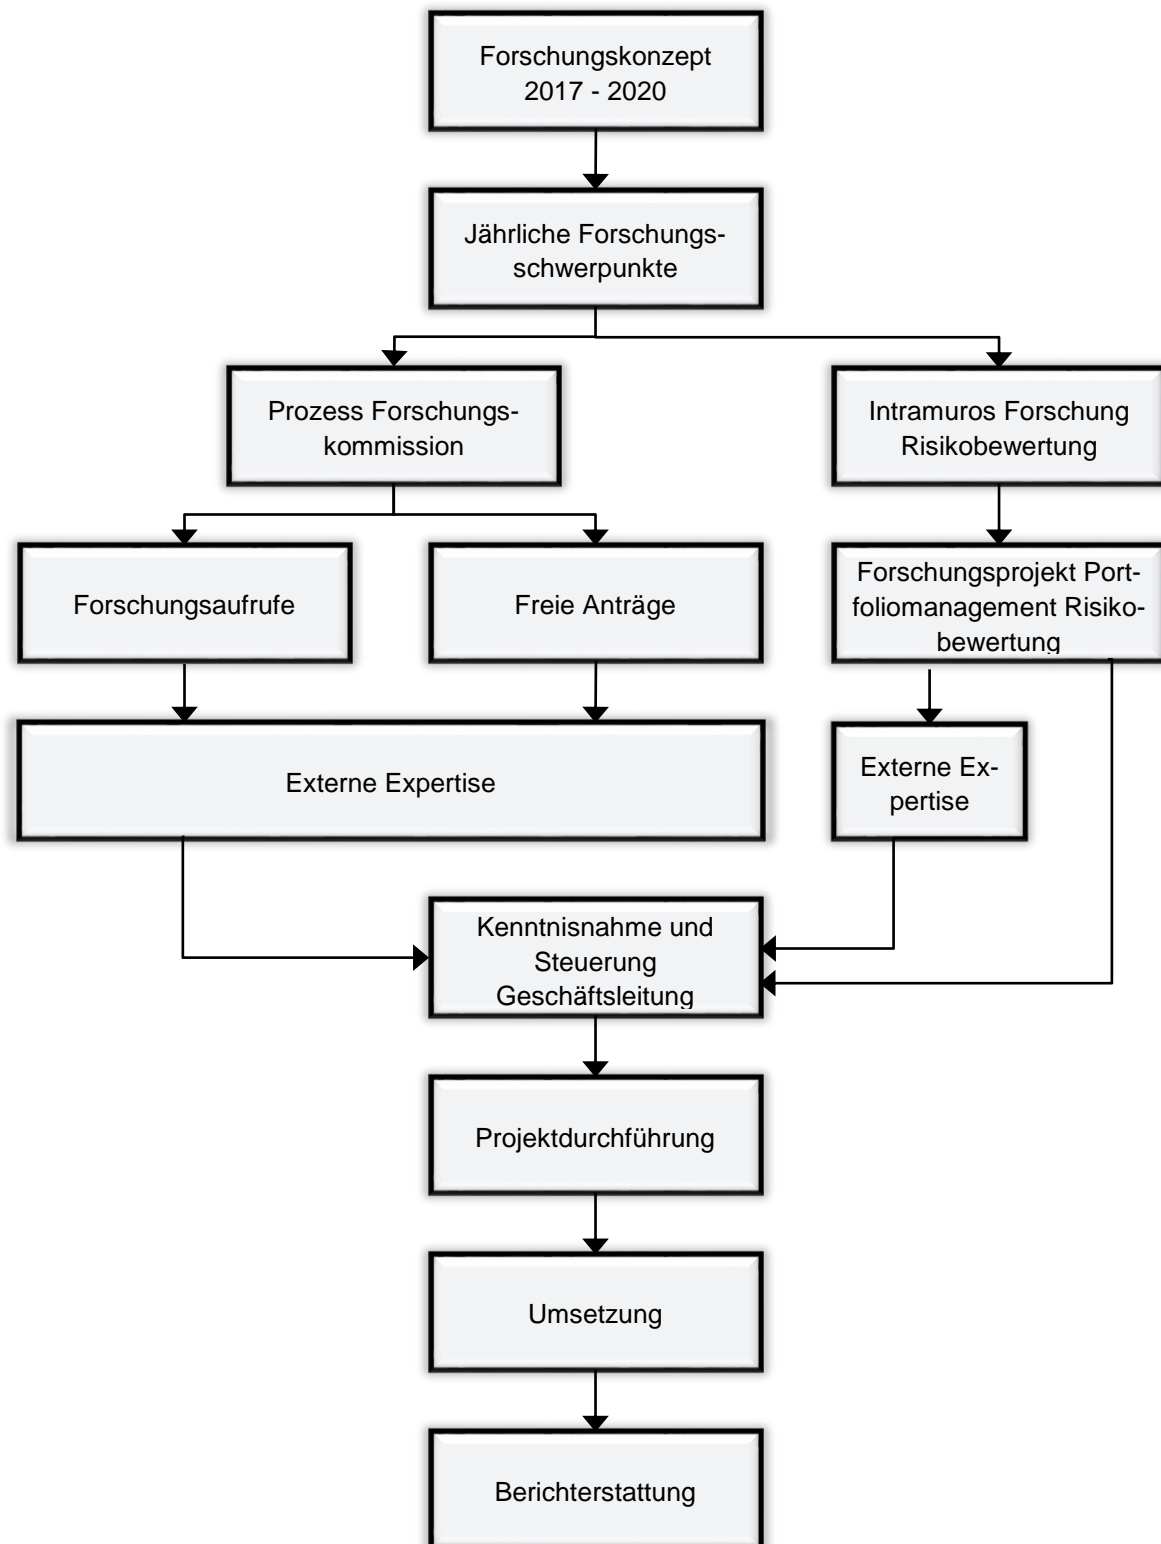 Forschungskonzept
2017 - 2020
Jährliche Forschungs-
schwerpunkte
Prozess Forschungs-
kommission
Intramuros Forschung
Risikobewertung
Forschungsaufrufe
Freie Anträge
Forschungsprojekt Port-
foliomanagement Risiko-
bewertung
Externe Expertise
Externe Ex-
pertise
Kenntnisnahme und
Steuerung
Geschäftsleitung
Projektdurchführung
Umsetzung
Berichterstattung